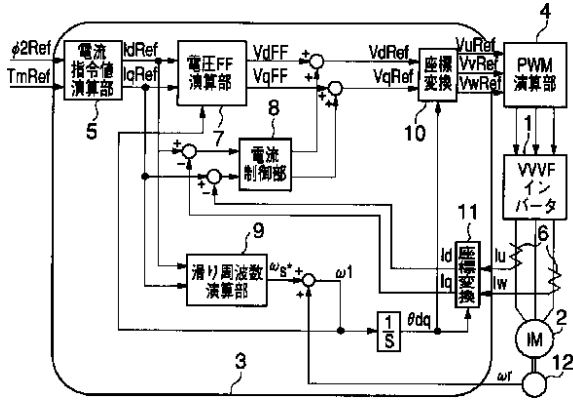 φ2Ref
TmRef
電流
指令値
演算部
5
IdRef
IqRef
電圧FF
演算部
7
VdFF
VqFF
+
+
+
+
VdRef
VqRef
座標
変換
10
VuRef
VvRef
VwRef
4
PWM
演算部
1
VVVF
イン
バータ
8
電流
制御部
+
−
+
−
11
座標
変換
Id
Iq
Iu
Iw
6
9
滑り周波数
演算部
ωs*
+
+
ω1
1
S
θdq
IM
2
12
ωr
3